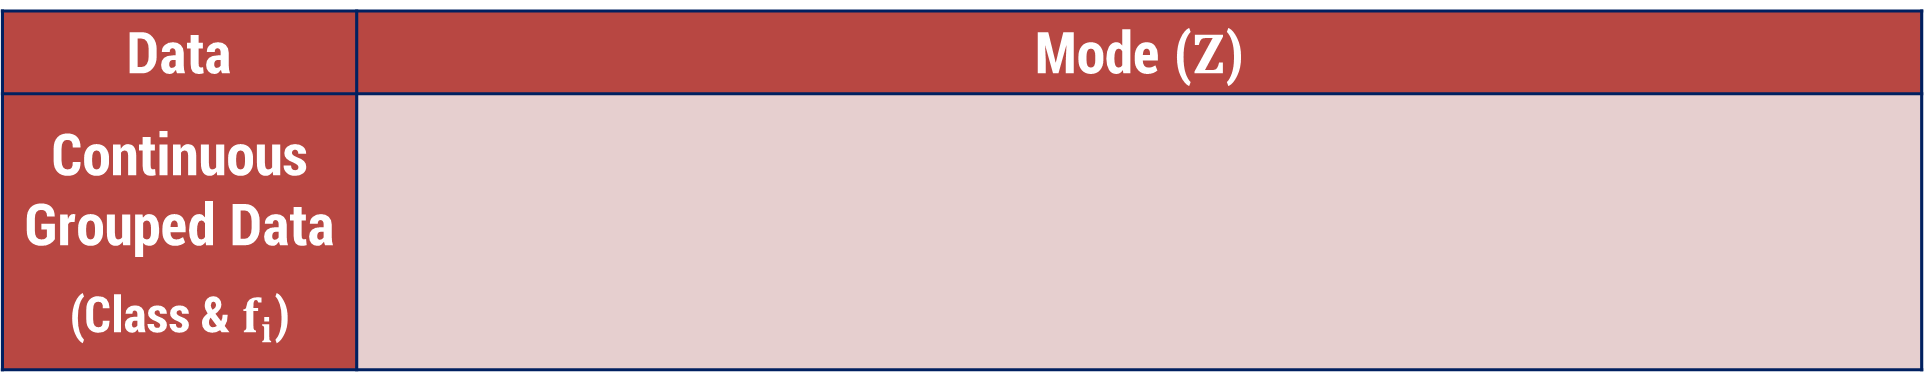 Data
Mode (Z)
Continuous
Grouped Data
(Class & fᵢ)